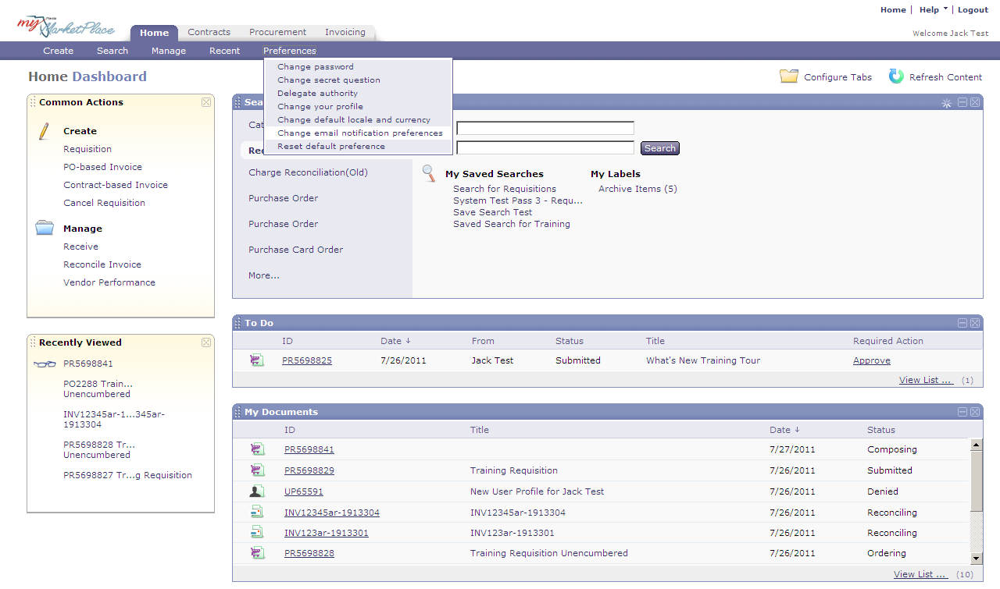 Home | Help | Logout
Florida
my MarketPlace
Home Contracts Procurement Invoicing
Welcome Jack Test
Create Search Manage Recent Preferences
Change password
Change secret question
Delegate authority
Change your profile
Change default locale and currency
Change email notification preferences
Reset default preference
Home Dashboard
Configure Tabs
Refresh Content
Common Actions
Create
Requisition
PO-based Invoice
Contract-based Invoice
Cancel Requisition
Manage
Receive
Reconcile Invoice
Vendor Performance
Recently Viewed
PR5698841
PO2288 Train...
Unencumbered
INV12345ar-1...345ar-
1913304
PR5698828 Tr...
Unencumbered
PR5698827 Tr...g Requisition
Charge Reconciliation(Old)
Purchase Order
Purchase Order
Purchase Card Order
More...
Search
My Saved Searches
Search for Requisitions
System Test Pass 3 - Requ...
Save Search Test
Saved Search for Training
My Labels
Archive Items (5)
To Do
ID Date ↓ From Status Title Required Action
PR5698825 7/26/2011 Jack Test Submitted What's New Training Tour Approve
View List ... (1)
My Documents
ID Title Date ↓ Status
PR5698841 7/27/2011 Composing
PR5698829 Training Requisition 7/26/2011 Submitted
UP65591 New User Profile for Jack Test 7/26/2011 Denied
INV12345ar-1913304 INV12345ar-1913304 7/26/2011 Reconciling
INV123ar-1913301 INV123ar-1913301 7/26/2011 Reconciling
PR5698828 Training Requisition Unencumbered 7/26/2011 Ordering
View List ... (10)